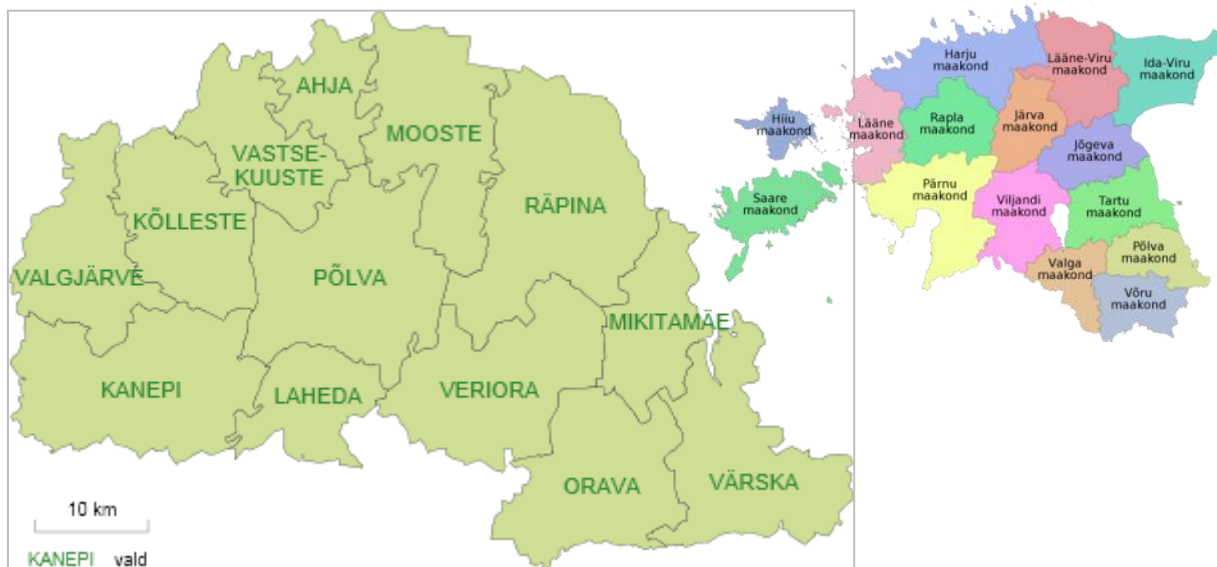 AHJA
MOOSTE
VASTSE-
KUUSTE
RÄPINA
KÕLLESTE
VALGJÄRVE
PÕLVA
MIKITAMÄE
KANEPI
LAHEDA
VERIORA
ORAVA
VÄRSKA
10 km
KANEPI vald
Harju
maakond
Lääne-Viru
maakond
Ida-Viru
maakond
Hiiu
maakond
Lääne
maakond
Rapla
maakond
Järva
maakond
Jõgeva
maakond
Saare
maakond
Pärnu
maakond
Viljandi
maakond
Tartu
maakond
Valga
maakond
Põlva
maakond
Võru
maakond